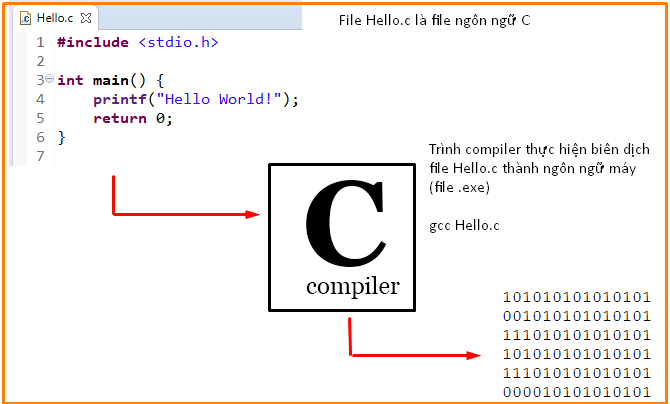 Hello.c
File Hello.c là file ngôn ngữ C
1 #include <stdio.h>
2
3 int main() {
4 printf("Hello World!");
5 return 0;
6 }
7
Trình compiler thực hiện biên dịch
file Hello.c thành ngôn ngữ máy
(file .exe)
gcc Hello.c
C
compiler
101010101010101
001010101010101
111010101010101
101010101010101
111010101010101
000010101010101